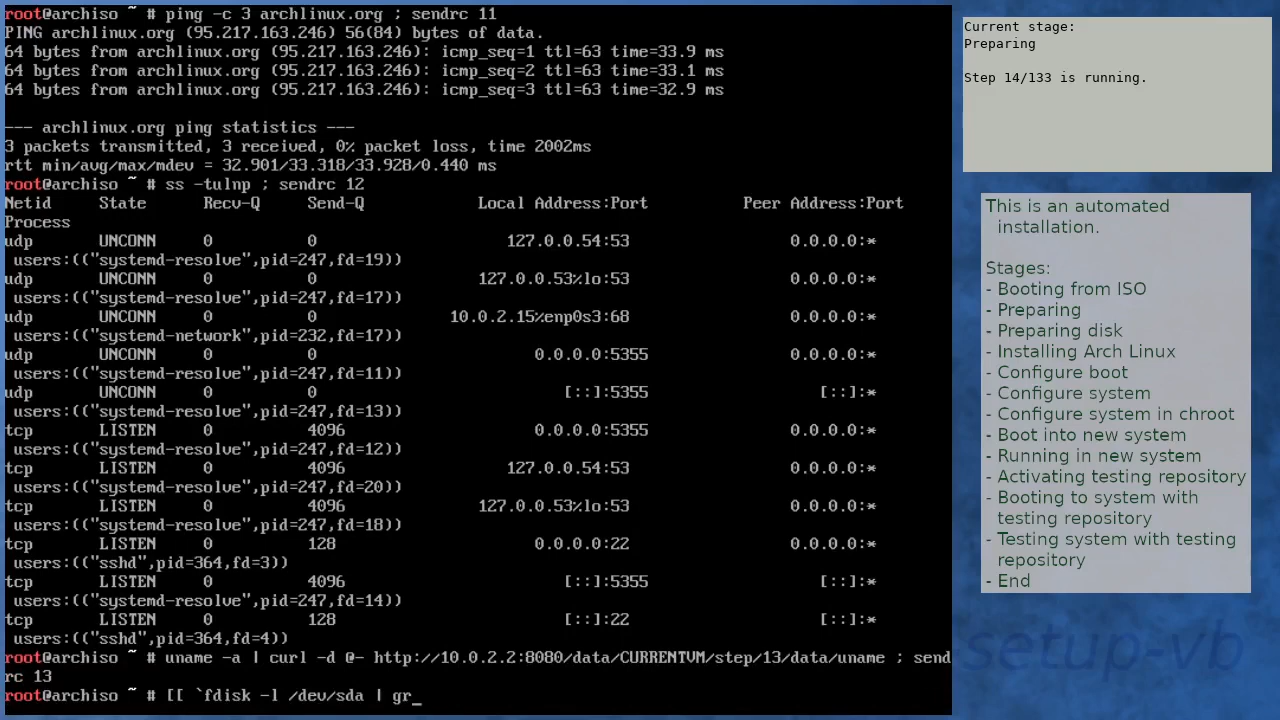 root@archiso ~ # ping -c 3 archlinux.org ; sendrc 11
PING archlinux.org (95.217.163.246) 56(84) bytes of data.
64 bytes from archlinux.org (95.217.163.246): icmp_seq=1 ttl=63 time=33.9 ms
64 bytes from archlinux.org (95.217.163.246): icmp_seq=2 ttl=63 time=33.1 ms
64 bytes from archlinux.org (95.217.163.246): icmp_seq=3 ttl=63 time=32.9 ms
--- archlinux.org ping statistics ---
3 packets transmitted, 3 received, 0% packet loss, time 2002ms
rtt min/avg/max/mdev = 32.901/33.318/33.928/0.440 ms
root@archiso ~ # ss -tulnp ; sendrc 12
Netid State Recv-Q Send-Q Local Address:Port Peer Address:Port
Process
udp UNCONN 0 0 127.0.0.54:53 0.0.0.0:*
users:(("systemd-resolve",pid=247,fd=19))
udp UNCONN 0 0 127.0.0.53%lo:53 0.0.0.0:*
users:(("systemd-resolve",pid=247,fd=17))
udp UNCONN 0 0 10.0.2.15%enp0s3:68 0.0.0.0:*
users:(("systemd-network",pid=232,fd=17))
udp UNCONN 0 0 0.0.0.0:5355 0.0.0.0:*
users:(("systemd-resolve",pid=247,fd=11))
udp UNCONN 0 0 [::]:5355 [::]:*
users:(("systemd-resolve",pid=247,fd=13))
tcp LISTEN 0 4096 0.0.0.0:5355 0.0.0.0:*
users:(("systemd-resolve",pid=247,fd=12))
tcp LISTEN 0 4096 127.0.0.54:53 0.0.0.0:*
users:(("systemd-resolve",pid=247,fd=20))
tcp LISTEN 0 4096 127.0.0.53%lo:53 0.0.0.0:*
users:(("systemd-resolve",pid=247,fd=18))
tcp LISTEN 0 128 0.0.0.0:22 0.0.0.0:*
users:(("sshd",pid=364,fd=3))
tcp LISTEN 0 4096 [::]:5355 [::]:*
users:(("systemd-resolve",pid=247,fd=14))
tcp LISTEN 0 128 [::]:22 [::]:*
users:(("sshd",pid=364,fd=4))
root@archiso ~ # uname -a | curl -d @- http://10.0.2.2:8080/data/CURRENTVM/step/13/data/uname ; send
rc 13
root@archiso ~ # [[ `fdisk -l /dev/sda | gr_
Current stage:
Preparing
Step 14/133 is running.
This is an automated
installation.
Stages:
- Booting from ISO
- Preparing
- Preparing disk
- Installing Arch Linux
- Configure boot
- Configure system
- Configure system in chroot
- Boot into new system
- Running in new system
- Activating testing repository
- Booting to system with
testing repository
- Testing system with testing
repository
- End
setup-vb